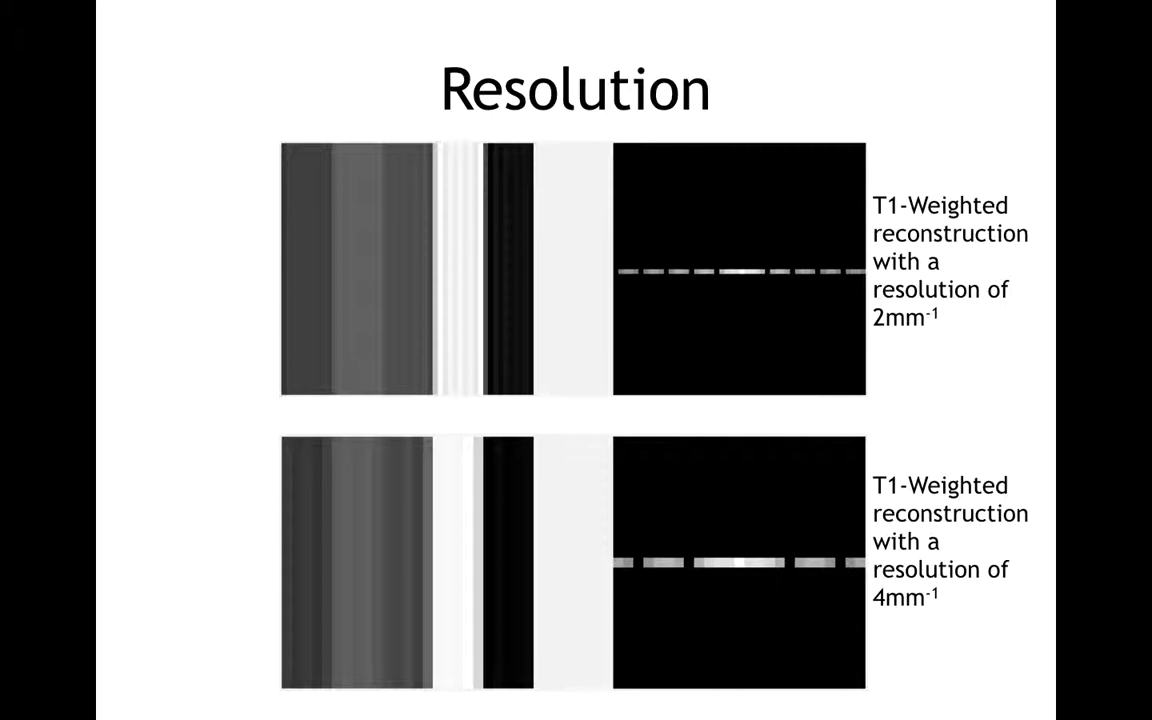 Resolution
T1-Weighted
reconstruction
with a
resolution of
2mm⁻¹
T1-Weighted
reconstruction
with a
resolution of
4mm⁻¹